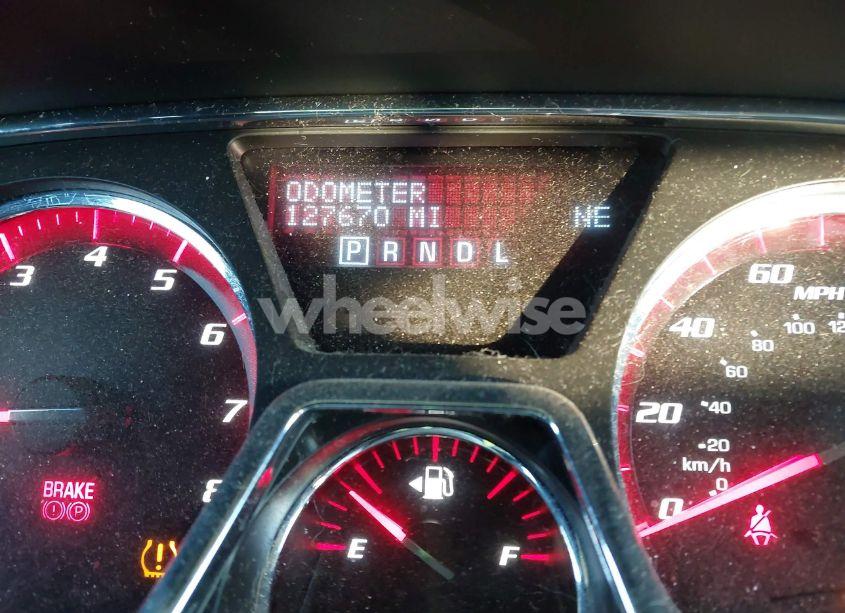 ODOMETER
127670 MI NE
P R N D L
wheelwise
3 4 5 6 7 8
BRAKE
(P)
E F
60
MPH
40
20
0
100
80
60
40
20
km/h
0